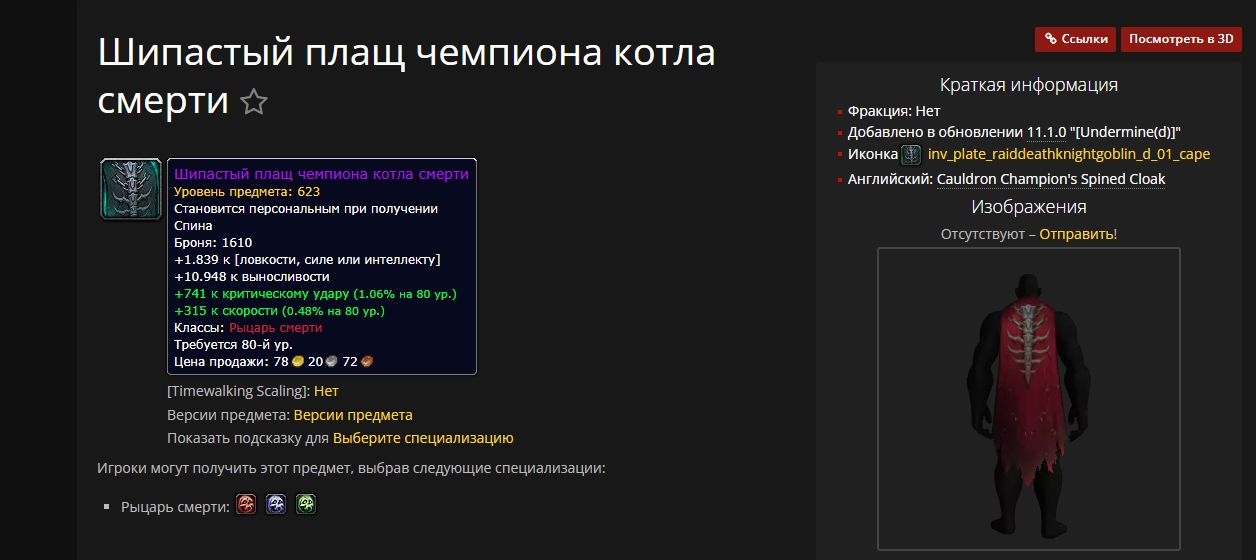 Шипастый плащ чемпиона котла
смерти
Шипастый плащ чемпиона котла смерти
Уровень предмета: 623
Становится персональным при получении
Спина
Броня: 1610
+1.839 к [ловкости, силе или интеллекту]
+10.948 к выносливости
+741 к критическому удару (1.06% на 80 ур.)
+315 к скорости (0.48% на 80 ур.)
Классы: Рыцарь смерти
Требуется 80-й ур.
Цена продажи: 78 20 72
[Timewalking Scaling]: Нет
Версии предмета: Версии предмета
Показать подсказку для Выберите специализацию
Игроки могут получить этот предмет, выбрав следующие специализации:
Рыцарь смерти:
Ссылки
Посмотреть в 3D
Краткая информация
Фракция: Нет
Добавлено в обновлении 11.1.0 "[Undermine(d)]"
Иконка inv_plate_raiddeathknightgoblin_d_01_cape
Английский: Cauldron Champion's Spined Cloak
Изображения
Отсутствуют – Отправить!